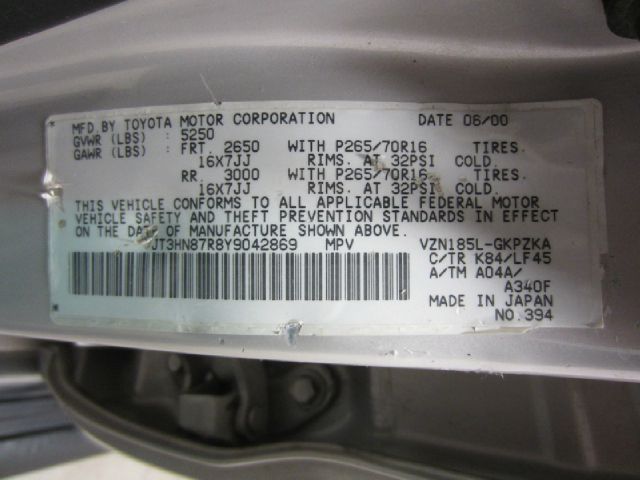 MFD.BY TOYOTA MOTOR CORPORATION DATE 06/00
GVWR (LBS) : 5250
GAWR (LBS) : FRT. 2650 WITH P265/70R16 TIRES.
16X7JJ RIMS. AT 32PSI COLD.
RR. 3000 WITH P265/70R16 TIRES.
16X7JJ RIMS. AT 32PSI COLD.
THIS VEHICLE CONFORMS TO ALL APPLICABLE FEDERAL MOTOR
VEHICLE SAFETY AND THEFT PREVENTION STANDARDS IN EFFECT
ON THE DATE OF MANUFACTURE SHOWN ABOVE.
JT3HN87R8Y9042869 MPV VZN185L-GKPZKA
C/TR K84/LF45
A/TM A04A/
A340F
MADE IN JAPAN
NO.394